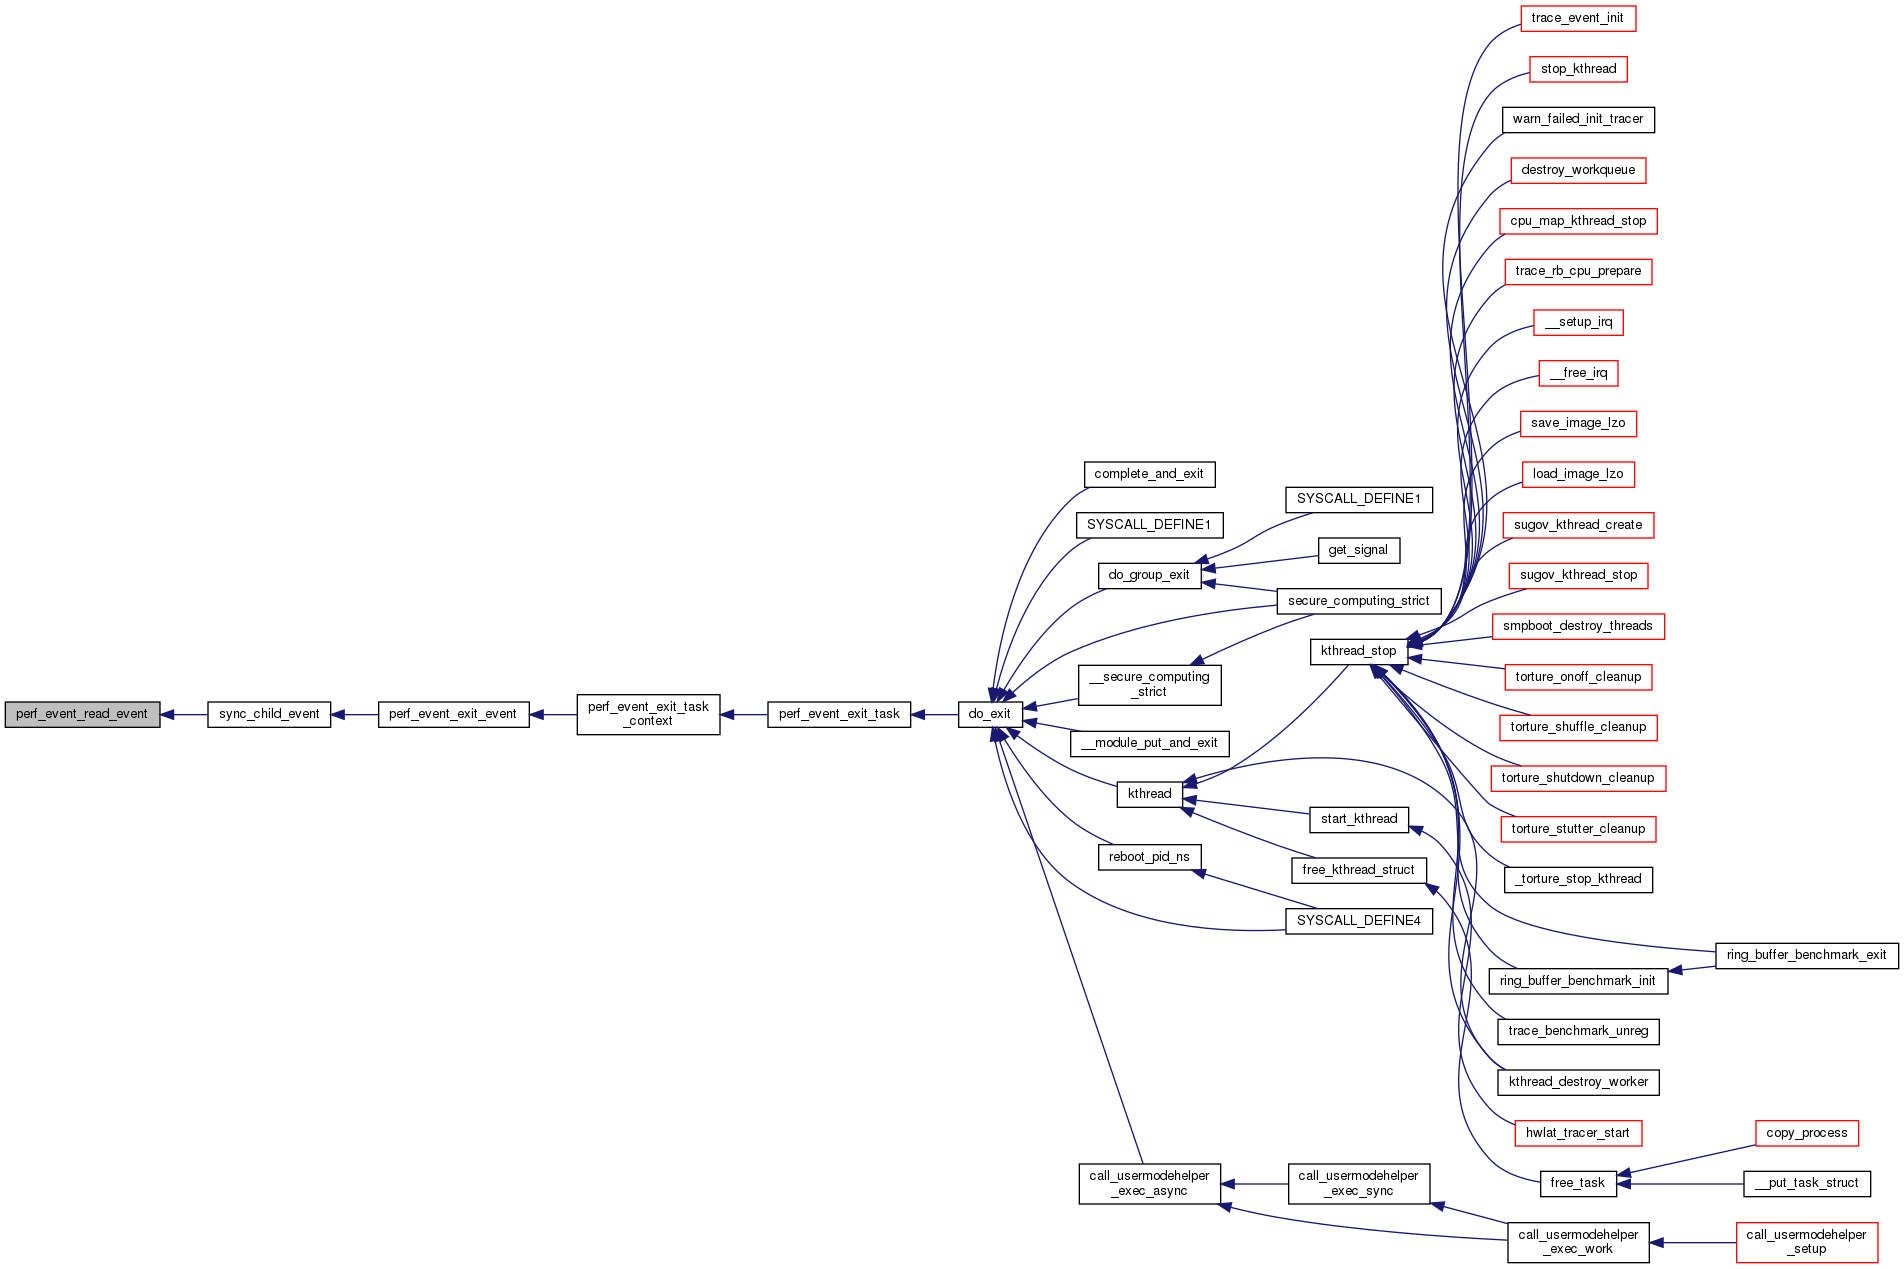 perf_event_read_event
sync_child_event
perf_event_exit_event
perf_event_exit_task
_context
perf_event_exit_task
do_exit
complete_and_exit
SYSCALL_DEFINE1
do_group_exit
__secure_computing
_strict
__module_put_and_exit
kthread
reboot_pid_ns
call_usermodehelper
_exec_async
SYSCALL_DEFINE1
get_signal
secure_computing_strict
kthread_stop
start_kthread
free_kthread_struct
SYSCALL_DEFINE4
call_usermodehelper
_exec_sync
trace_event_init
stop_kthread
warn_failed_init_tracer
destroy_workqueue
cpu_map_kthread_stop
trace_rb_cpu_prepare
__setup_irq
__free_irq
save_image_lzo
load_image_lzo
sugov_kthread_create
sugov_kthread_stop
smpboot_destroy_threads
torture_onoff_cleanup
torture_shuffle_cleanup
torture_shutdown_cleanup
torture_stutter_cleanup
_torture_stop_kthread
ring_buffer_benchmark_init
trace_benchmark_unreg
kthread_destroy_worker
hwlat_tracer_start
free_task
call_usermodehelper
_exec_work
ring_buffer_benchmark_exit
copy_process
__put_task_struct
call_usermodehelper
_setup